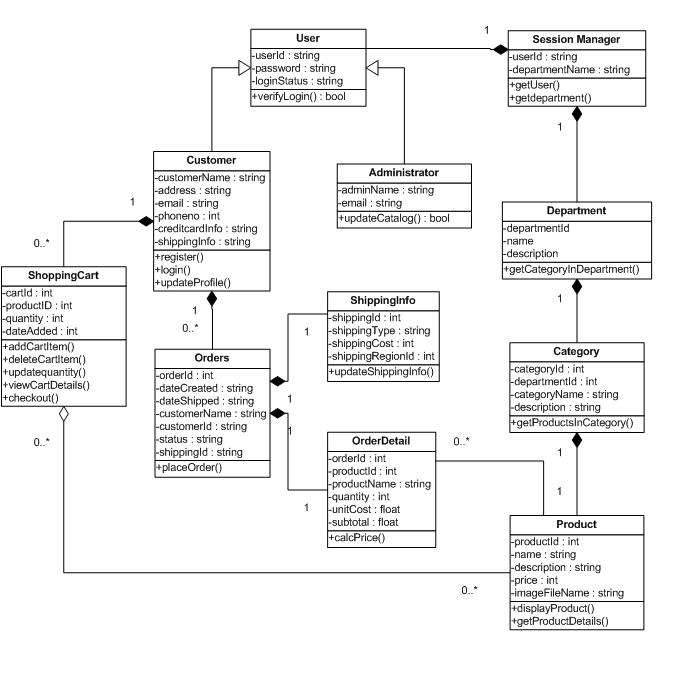 User
-userId : string
-password : string
-loginStatus : string
+verifyLogin() : bool
1
Session Manager
-userId : string
-departmentName : string
+getUser()
+getdepartment()
1
Customer
-customerName : string
-address : string
-email : string
-phoneno : int
-creditcardInfo : string
-shippingInfo : string
+register()
+login()
+updateProfile()
Administrator
-adminName : string
-email : string
+updateCatalog() : bool
Department
-departmentId
-name
-description
+getCategoryInDepartment()
1
1
0..*
ShoppingCart
-cartId : int
-productID : int
-quantity : int
-dateAdded : int
+addCartItem()
+deleteCartItem()
+updatequantity()
+viewCartDetails()
+checkout()
0..*
1
0..*
Orders
-orderId : int
-dateCreated : string
-dateShipped : string
-customerName : string
-customerId : string
-status : string
-shippingId : string
+placeOrder()
ShippingInfo
-shippingId : int
-shippingType : string
-shippingCost : int
-shippingRegionId : int
+updateShippingInfo()
1
1
1
1
Category
-categoryId : int
-departmentId : int
-categoryName : string
-description : string
+getProductsInCategory()
1
1
OrderDetail
-orderId : int
-productId : int
-productName : string
-quantity : int
-unitCost : float
-subtotal : float
+calcPrice()
0..*
Product
-productId : int
-name : string
-description : string
-price : int
-imageFileName : string
+displayProduct()
+getProductDetails()
0..*